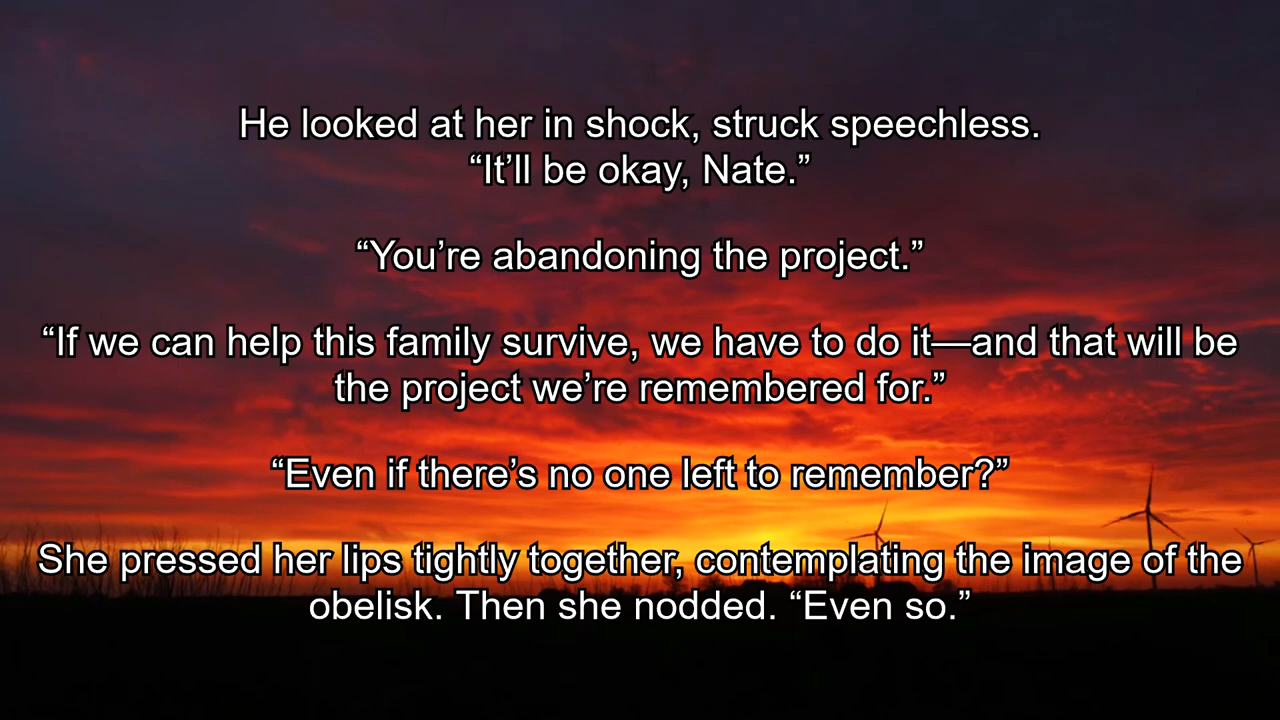 He looked at her in shock, struck speechless.
“It’ll be okay, Nate.”
“You’re abandoning the project.”
“If we can help this family survive, we have to do it—and that will be
the project we’re remembered for.”
“Even if there’s no one left to remember?”
She pressed her lips tightly together, contemplating the image of the
obelisk. Then she nodded. “Even so.”